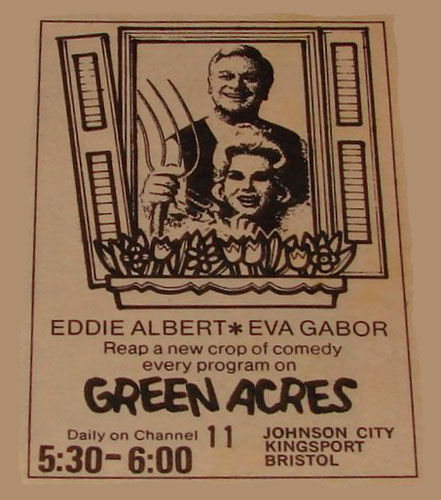 EDDIE ALBERT * EVA GABOR
Reap a new crop of comedy
every program on
GREEN ACRES
Daily on Channel 11
5:30-6:00
JOHNSON CITY
KINGSPORT
BRISTOL